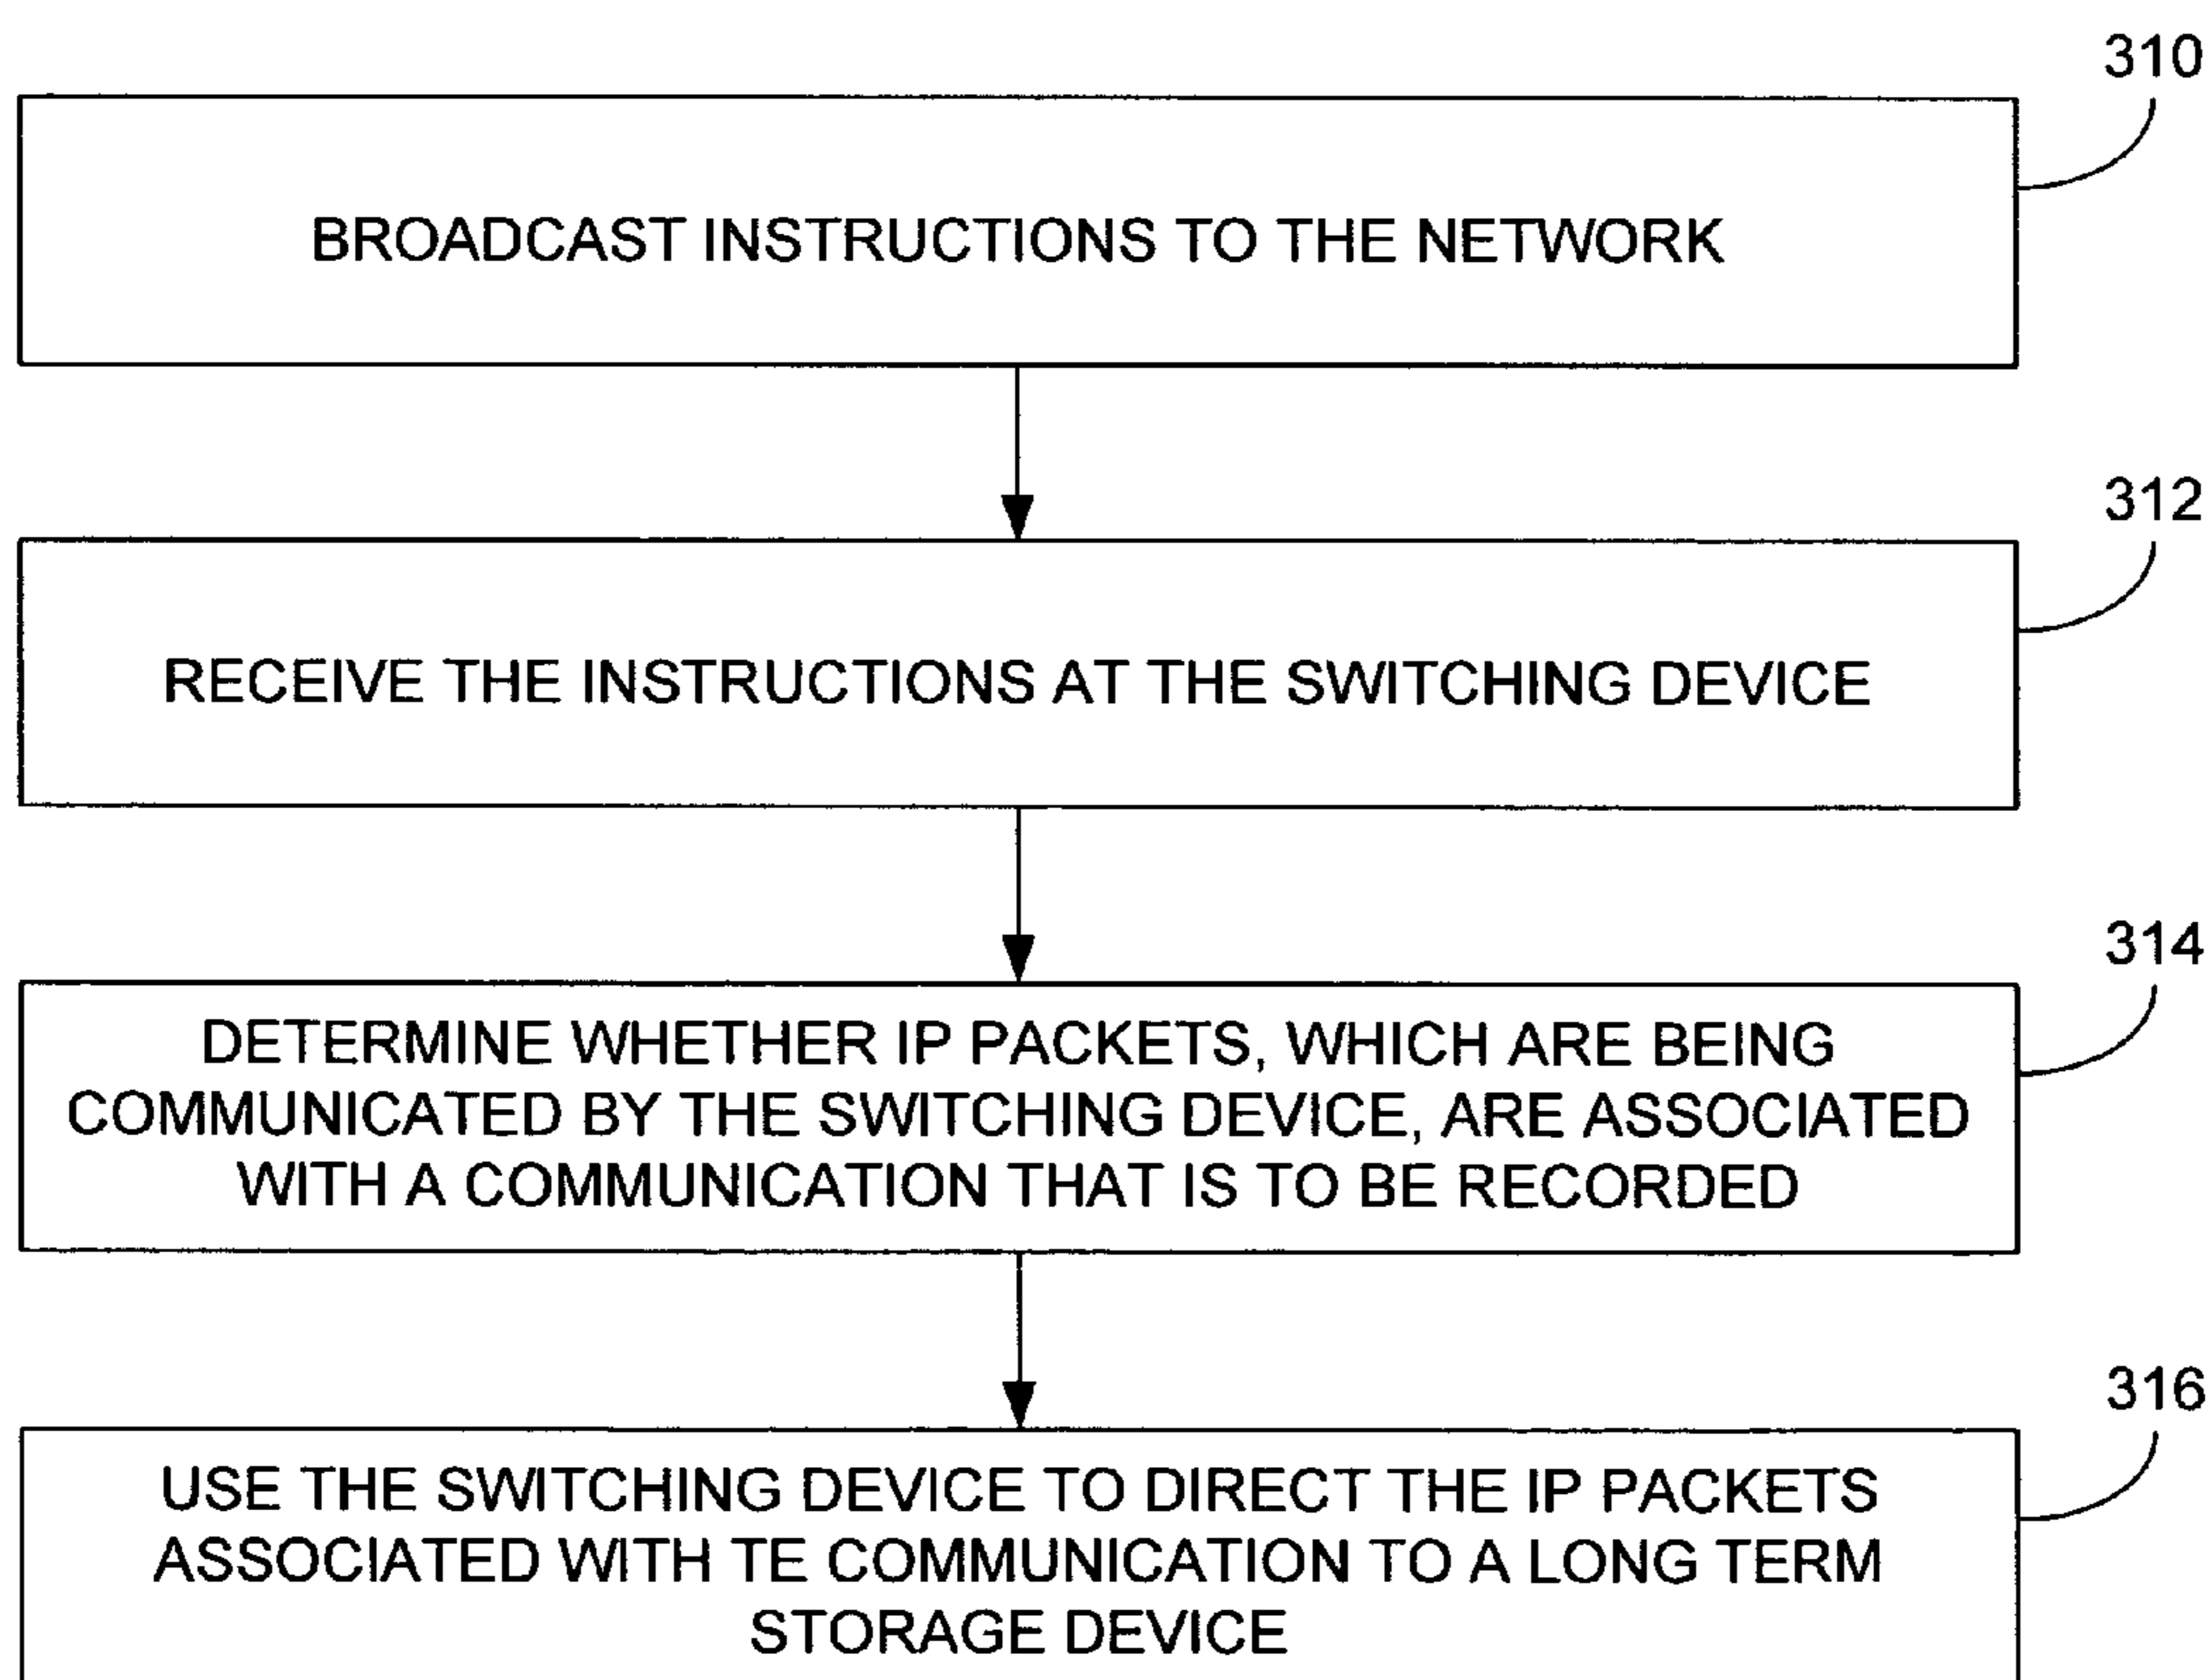 310
BROADCAST INSTRUCTIONS TO THE NETWORK
312
RECEIVE THE INSTRUCTIONS AT THE SWITCHING DEVICE
314
DETERMINE WHETHER IP PACKETS, WHICH ARE BEING
COMMUNICATED BY THE SWITCHING DEVICE, ARE ASSOCIATED
WITH A COMMUNICATION THAT IS TO BE RECORDED
316
USE THE SWITCHING DEVICE TO DIRECT THE IP PACKETS
ASSOCIATED WITH TE COMMUNICATION TO A LONG TERM
STORAGE DEVICE